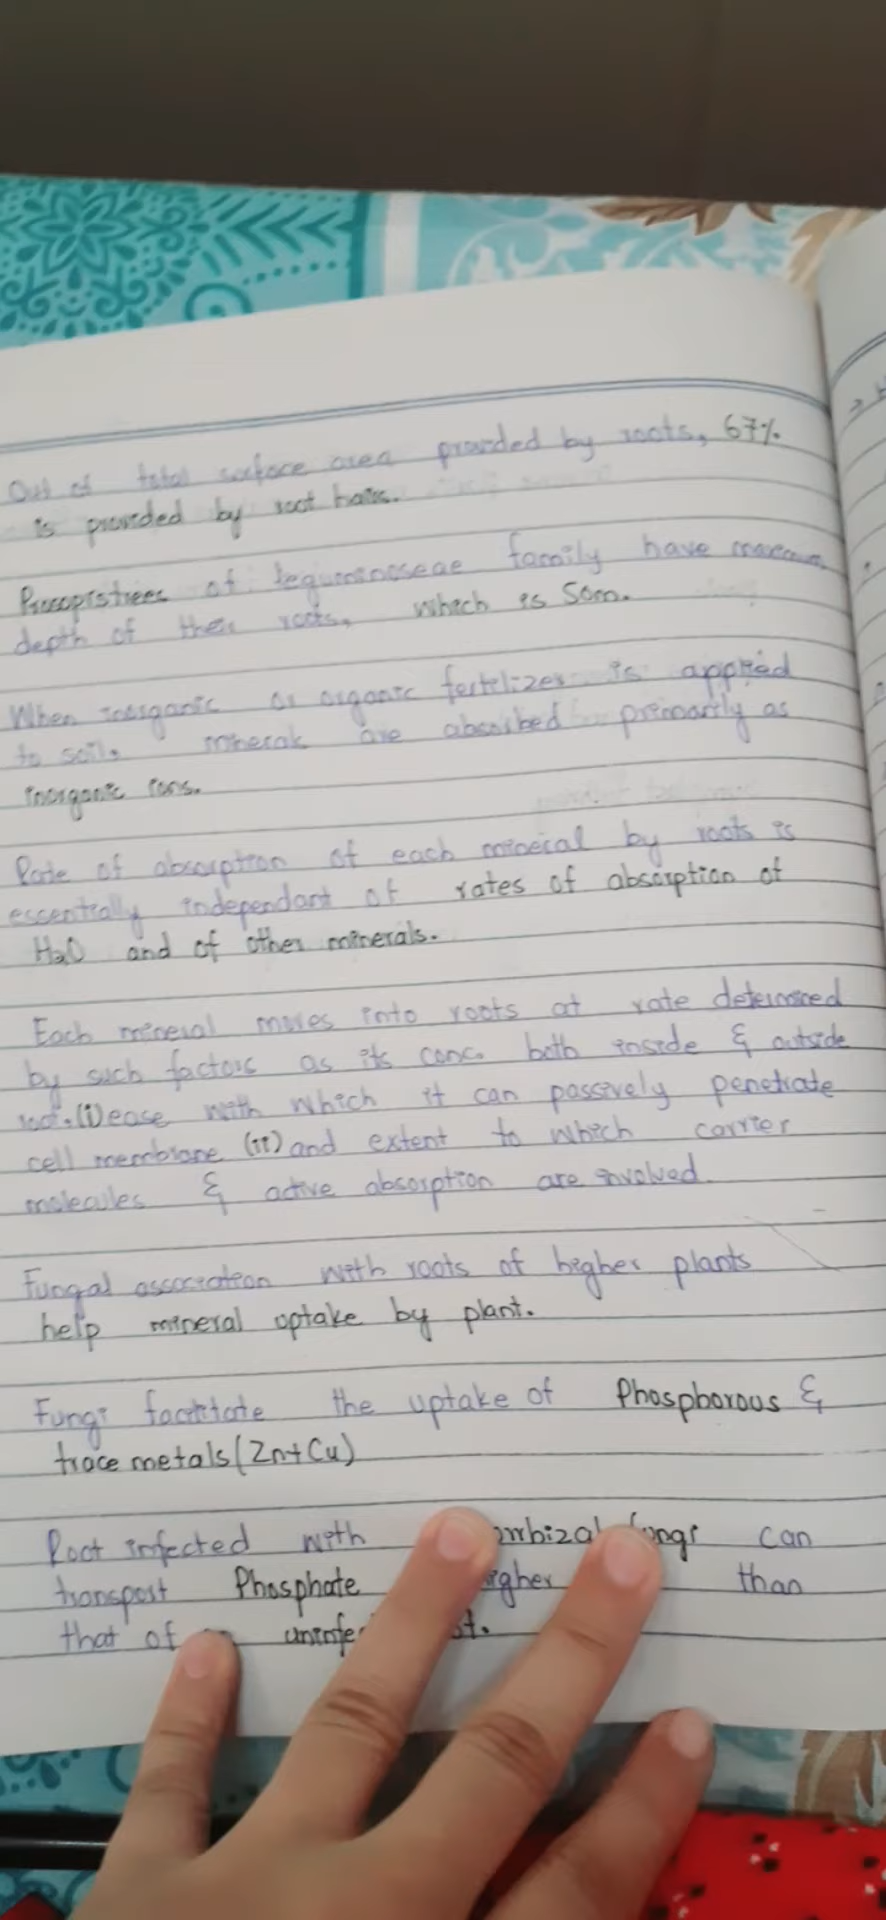 Out of total surface area provided by roots, 67%
is provided by root hairs.
of leguminoseae family have
depth of their roots, which is 50m.
When inorganic or organic fertilizer is applied
to soil, minerals are absorbed primarily as
inorganic ions.
Rate of absorption of each mineral by roots is
essentially independant of rates of absorption of
H2O and of other minerals.
Each mineral moves into roots at rate determined
by such factors as its conc. both inside & outside
root. (i) ease with which it can passively penetrate
cell membrane (ii) and extent to which carrier
molecules & active absorption are involved.
Fungal association with roots of higher plants
help mineral uptake by plant.
Fungi facilitate the uptake of Phosphorous &
trace metals (Zn+Cu)
Root infected with can
transport Phosphate than
that of